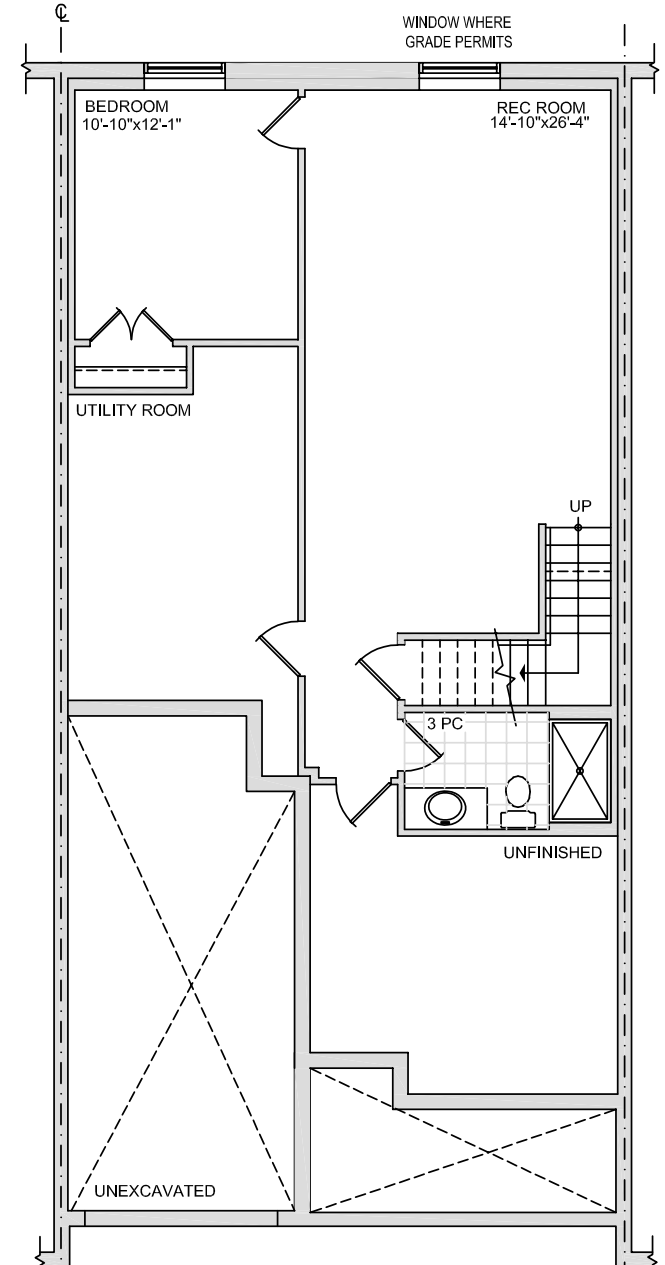 ℄
WINDOW WHERE
GRADE PERMITS
BEDROOM
10'-10"x12'-1"
REC ROOM
14'-10"x26'-4"
UTILITY ROOM
UP
3 PC
UNFINISHED
UNEXCAVATED